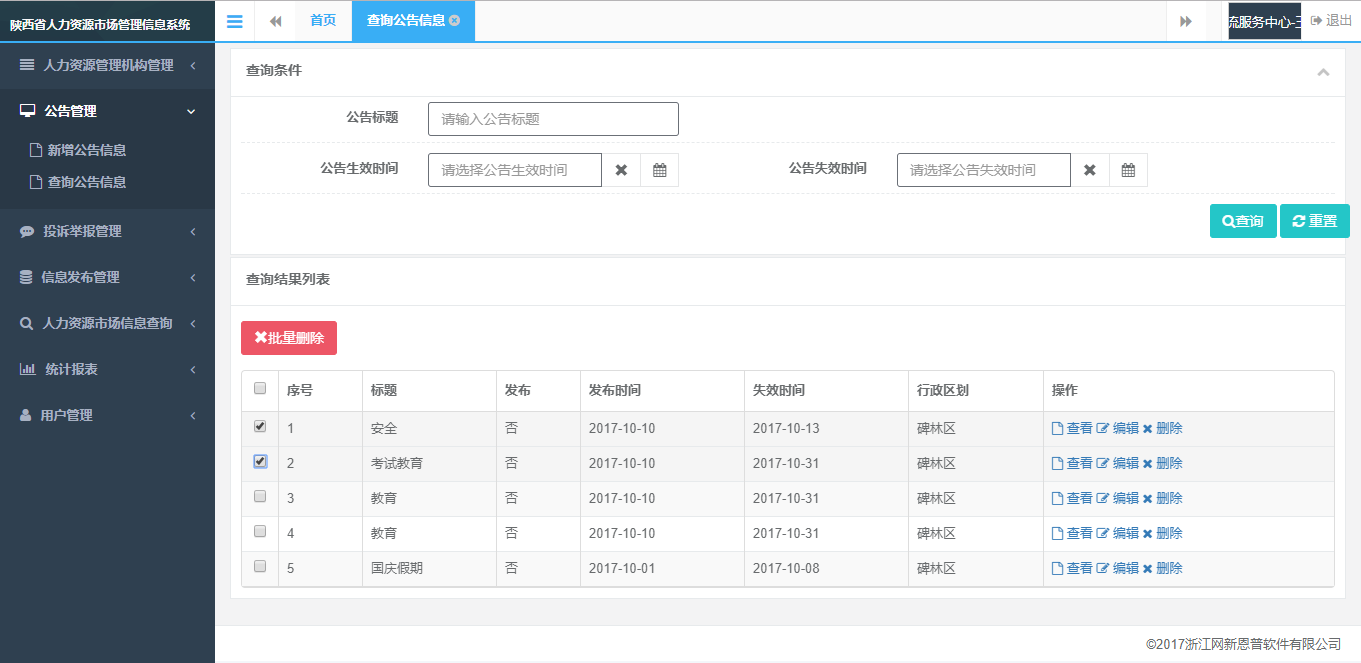 陕西省人力资源市场管理信息系统
首页
查询公告信息
流服务中心-
退出
人力资源管理机构管理
公告管理
新增公告信息
查询公告信息
投诉举报管理
信息发布管理
人力资源市场信息查询
统计报表
用户管理
查询条件
公告标题 请输入公告标题
公告生效时间 请选择公告生效时间 公告失效时间 请选择公告失效时间
查询 重置
查询结果列表
批量删除
序号 标题 发布 发布时间 失效时间 行政区划 操作
1 安全 否 2017-10-10 2017-10-13 碑林区 查看 编辑 删除
2 考试教育 否 2017-10-10 2017-10-31 碑林区 查看 编辑 删除
3 教育 否 2017-10-10 2017-10-31 碑林区 查看 编辑 删除
4 教育 否 2017-10-10 2017-10-31 碑林区 查看 编辑 删除
5 国庆假期 否 2017-10-01 2017-10-08 碑林区 查看 编辑 删除
©2017浙江网新恩普软件有限公司